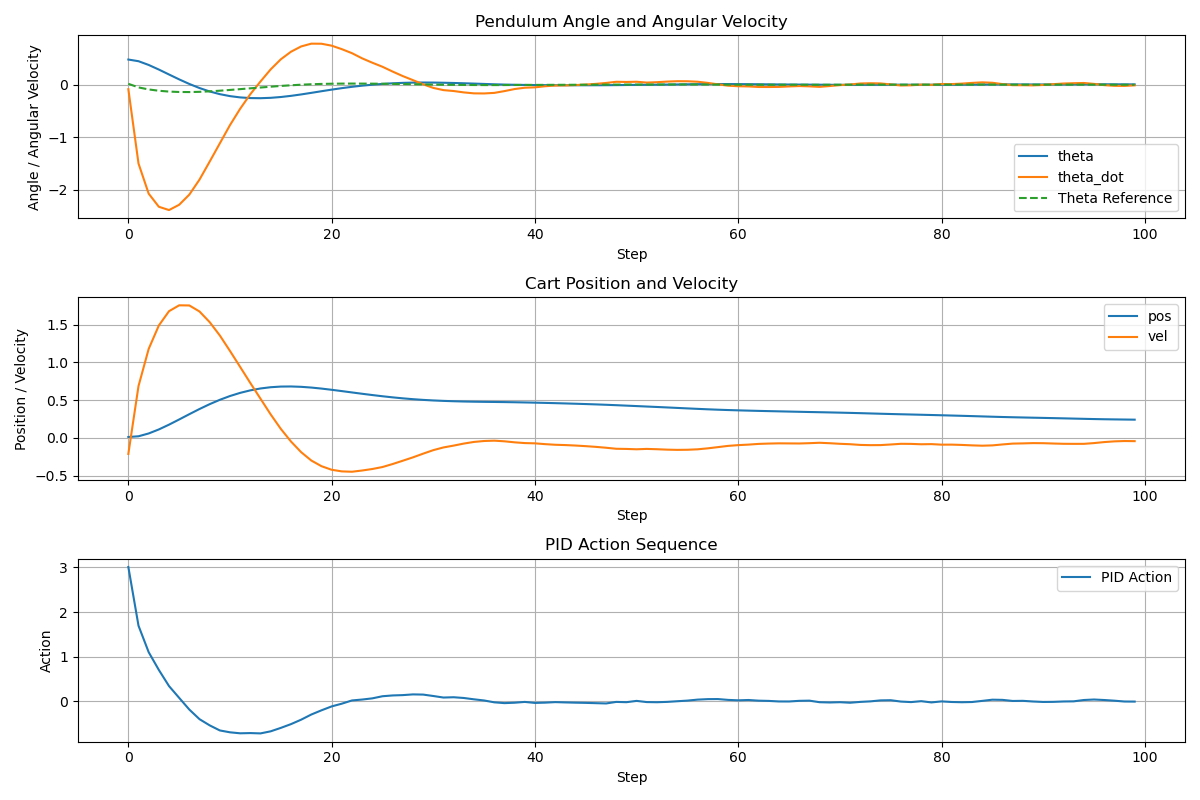 Pendulum Angle and Angular Velocity
Angle / Angular Velocity
0
−1
−2
theta
theta_dot
Theta Reference
0 20 40 60 80 100
Step
Cart Position and Velocity
Position / Velocity
1.5
1.0
0.5
0.0
−0.5
pos
vel
0 20 40 60 80 100
Step
PID Action Sequence
Action
3
2
1
0
PID Action
0 20 40 60 80 100
Step